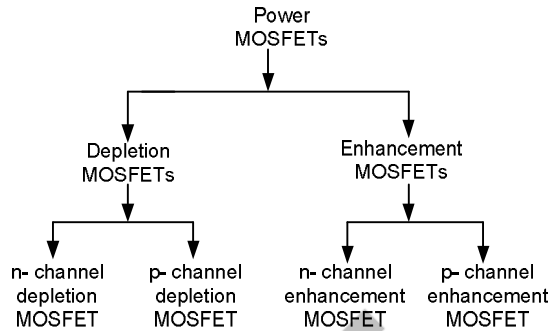 Power
MOSFETs
Depletion
MOSFETs
Enhancement
MOSFETs
n- channel
depletion
MOSFET
p- channel
depletion
MOSFET
n- channel
enhancement
MOSFET
p- channel
enhancement
MOSFET